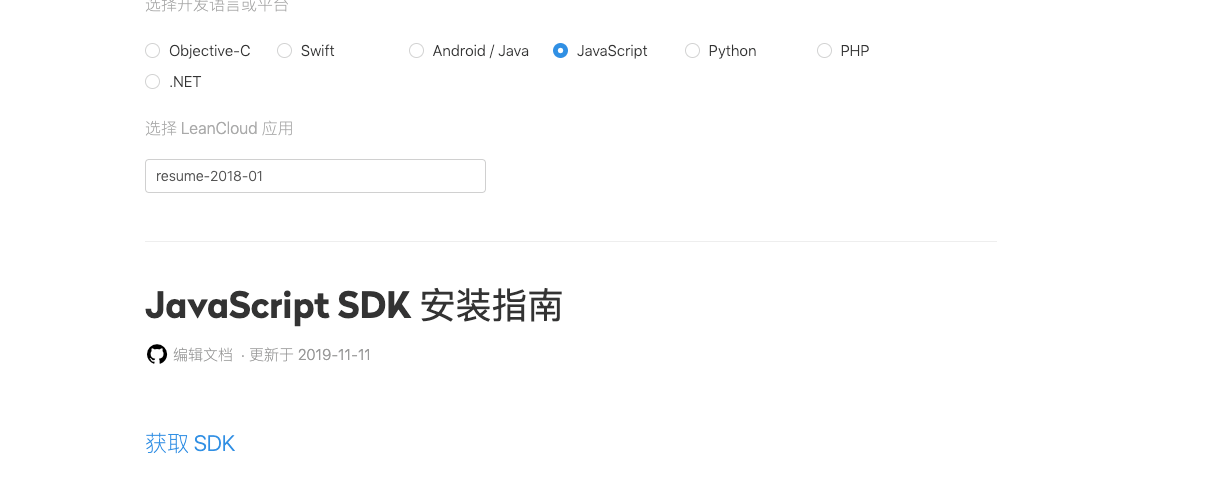 选择开发语言或平台
Objective-C Swift Android / Java JavaScript Python PHP
.NET
选择 LeanCloud 应用
resume-2018-01
JavaScript SDK 安装指南
编辑文档 · 更新于 2019-11-11
获取 SDK